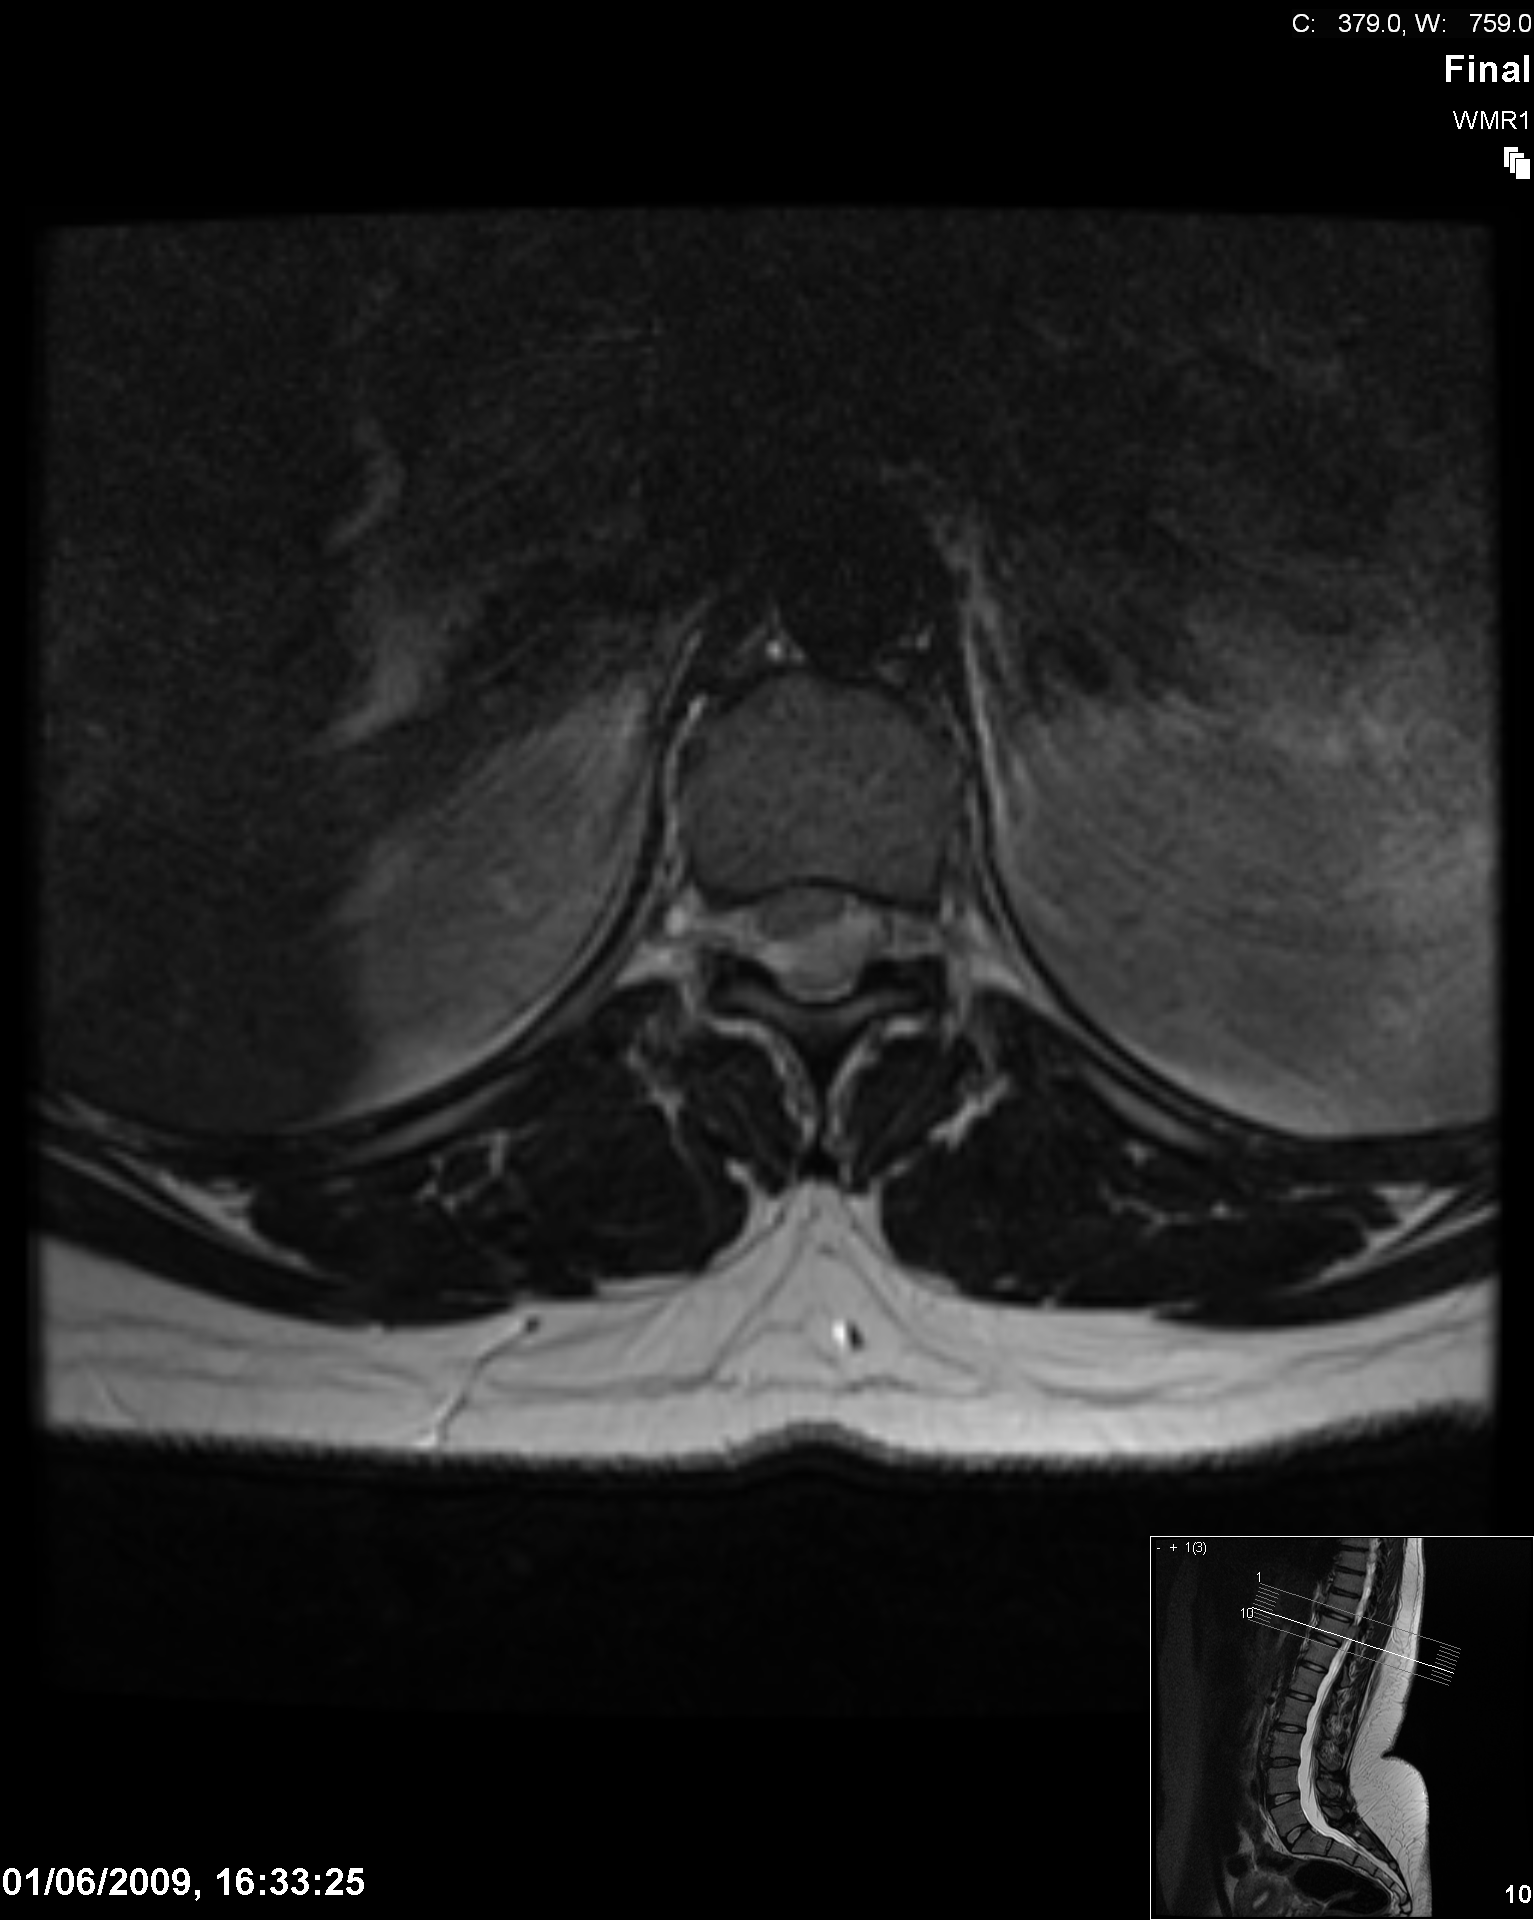 C: 379.0, W: 759.0
Final
WMR1
- + 1(3)
1
10
01/06/2009, 16:33:25
10